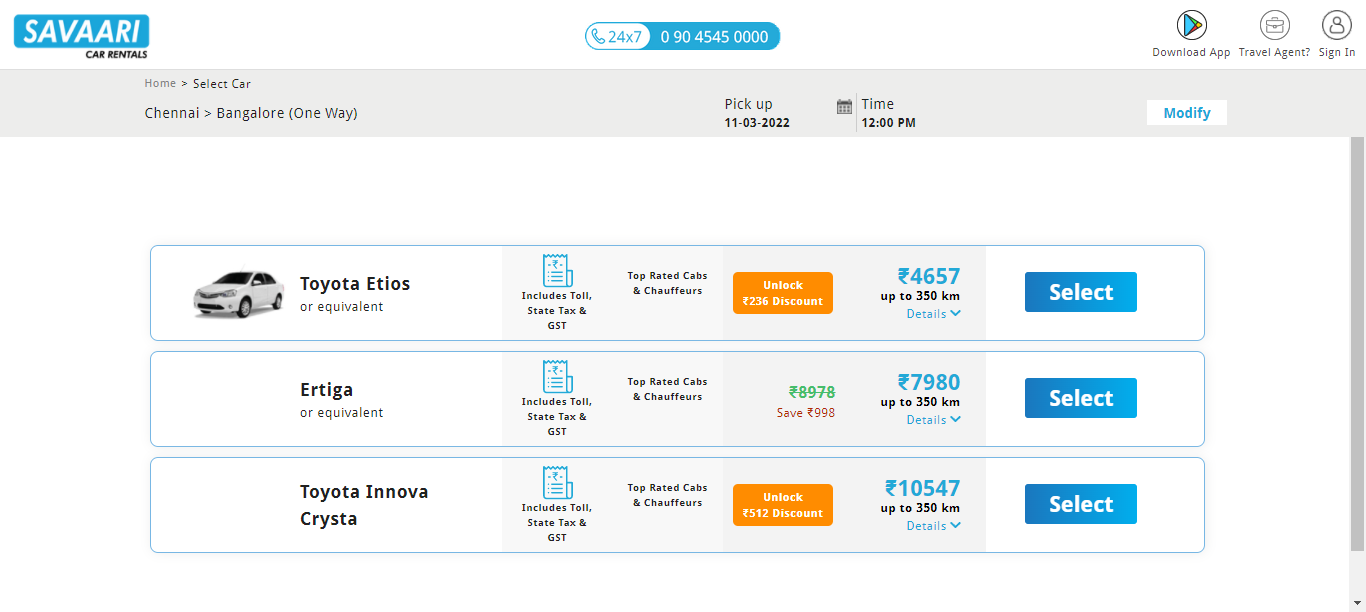 SAVAARI
CAR RENTALS
24x7 0 90 4545 0000
Download App
Travel Agent?
Sign In
Home > Select Car
Chennai > Bangalore (One Way)
Pick up
11-03-2022
Time
12:00 PM
Modify
Toyota Etios
or equivalent
₹
Includes Toll,
State Tax &
GST
Top Rated Cabs
& Chauffeurs
Unlock
₹236 Discount
₹4657
up to 350 km
Details
Select
Ertiga
or equivalent
₹
Includes Toll,
State Tax &
GST
Top Rated Cabs
& Chauffeurs
₹8978
Save ₹998
₹7980
up to 350 km
Details
Select
Toyota Innova
Crysta
₹
Includes Toll,
State Tax &
GST
Top Rated Cabs
& Chauffeurs
Unlock
₹512 Discount
₹10547
up to 350 km
Details
Select